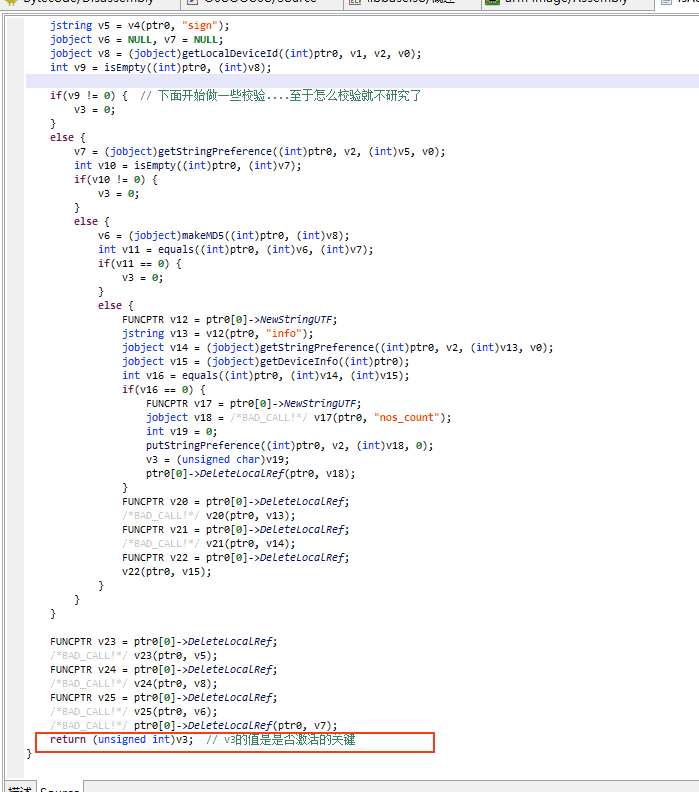 jstring v5 = v4(ptr0, "sign");
jobject v6 = NULL, v7 = NULL;
jobject v8 = (jobject)getLocalDeviceId((int)ptr0, v1, v2, v0);
int v9 = isEmpty((int)ptr0, (int)v8);
if(v9 != 0) {  // 下面开始做一些校验....至于怎么校验就不研究了
v3 = 0;
}
else {
v7 = (jobject)getStringPreference((int)ptr0, v2, (int)v5, v0);
int v10 = isEmpty((int)ptr0, (int)v7);
if(v10 != 0) {
v3 = 0;
}
else {
v6 = (jobject)makeMD5((int)ptr0, (int)v8);
int v11 = equals((int)ptr0, (int)v6, (int)v7);
if(v11 == 0) {
v3 = 0;
}
else {
FUNCPTR v12 = ptr0[0]->NewStringUTF;
jstring v13 = v12(ptr0, "info");
jobject v14 = (jobject)getStringPreference((int)ptr0, v2, (int)v13, v0);
jobject v15 = (jobject)getDeviceInfo((int)ptr0);
int v16 = equals((int)ptr0, (int)v14, (int)v15);
if(v16 == 0) {
FUNCPTR v17 = ptr0[0]->NewStringUTF;
jobject v18 = /*BAD_CALL!*/ v17(ptr0, "nos_count");
int v19 = 0;
putStringPreference((int)ptr0, v2, (int)v18, 0);
v3 = (unsigned char)v19;
ptr0[0]->DeleteLocalRef(ptr0, v18);
}
FUNCPTR v20 = ptr0[0]->DeleteLocalRef;
/*BAD_CALL!*/ v20(ptr0, v13);
FUNCPTR v21 = ptr0[0]->DeleteLocalRef;
/*BAD_CALL!*/ v21(ptr0, v14);
FUNCPTR v22 = ptr0[0]->DeleteLocalRef;
v22(ptr0, v15);
}
}
}
FUNCPTR v23 = ptr0[0]->DeleteLocalRef;
/*BAD_CALL!*/ v23(ptr0, v5);
FUNCPTR v24 = ptr0[0]->DeleteLocalRef;
/*BAD_CALL!*/ v24(ptr0, v8);
FUNCPTR v25 = ptr0[0]->DeleteLocalRef;
/*BAD_CALL!*/ v25(ptr0, v6);
/*BAD_CALL!*/ ptr0[0]->DeleteLocalRef(ptr0, v7);
return (unsigned int)v3;  // v3的值是是否激活的关键
}